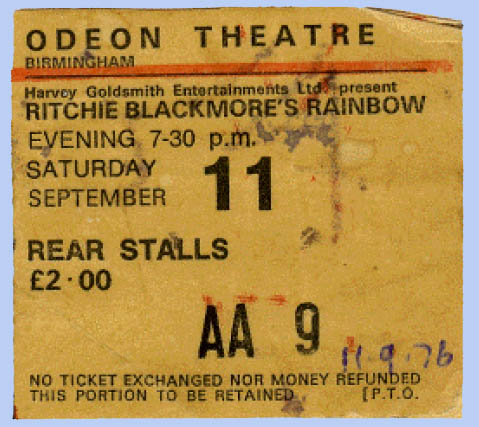 ODEON THEATRE
BIRMINGHAM
Harvey Goldsmith Entertainments Ltd. present
RITCHIE BLACKMORE'S RAINBOW
EVENING 7-30 p.m.
SATURDAY
SEPTEMBER 11
REAR STALLS
£2·00
AA 9
11.9.76
NO TICKET EXCHANGED NOR MONEY REFUNDED
THIS PORTION TO BE RETAINED [P.T.O.